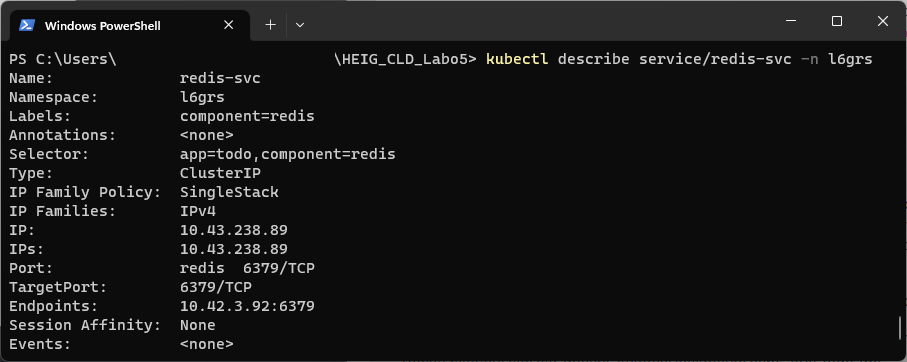 Windows PowerShell
PS C:\Users\ \HEIG_CLD_Labo5> kubectl describe service/redis-svc -n l6grs
Name: redis-svc
Namespace: l6grs
Labels: component=redis
Annotations: <none>
Selector: app=todo,component=redis
Type: ClusterIP
IP Family Policy: SingleStack
IP Families: IPv4
IP: 10.43.238.89
IPs: 10.43.238.89
Port: redis 6379/TCP
TargetPort: 6379/TCP
Endpoints: 10.42.3.92:6379
Session Affinity: None
Events: <none>